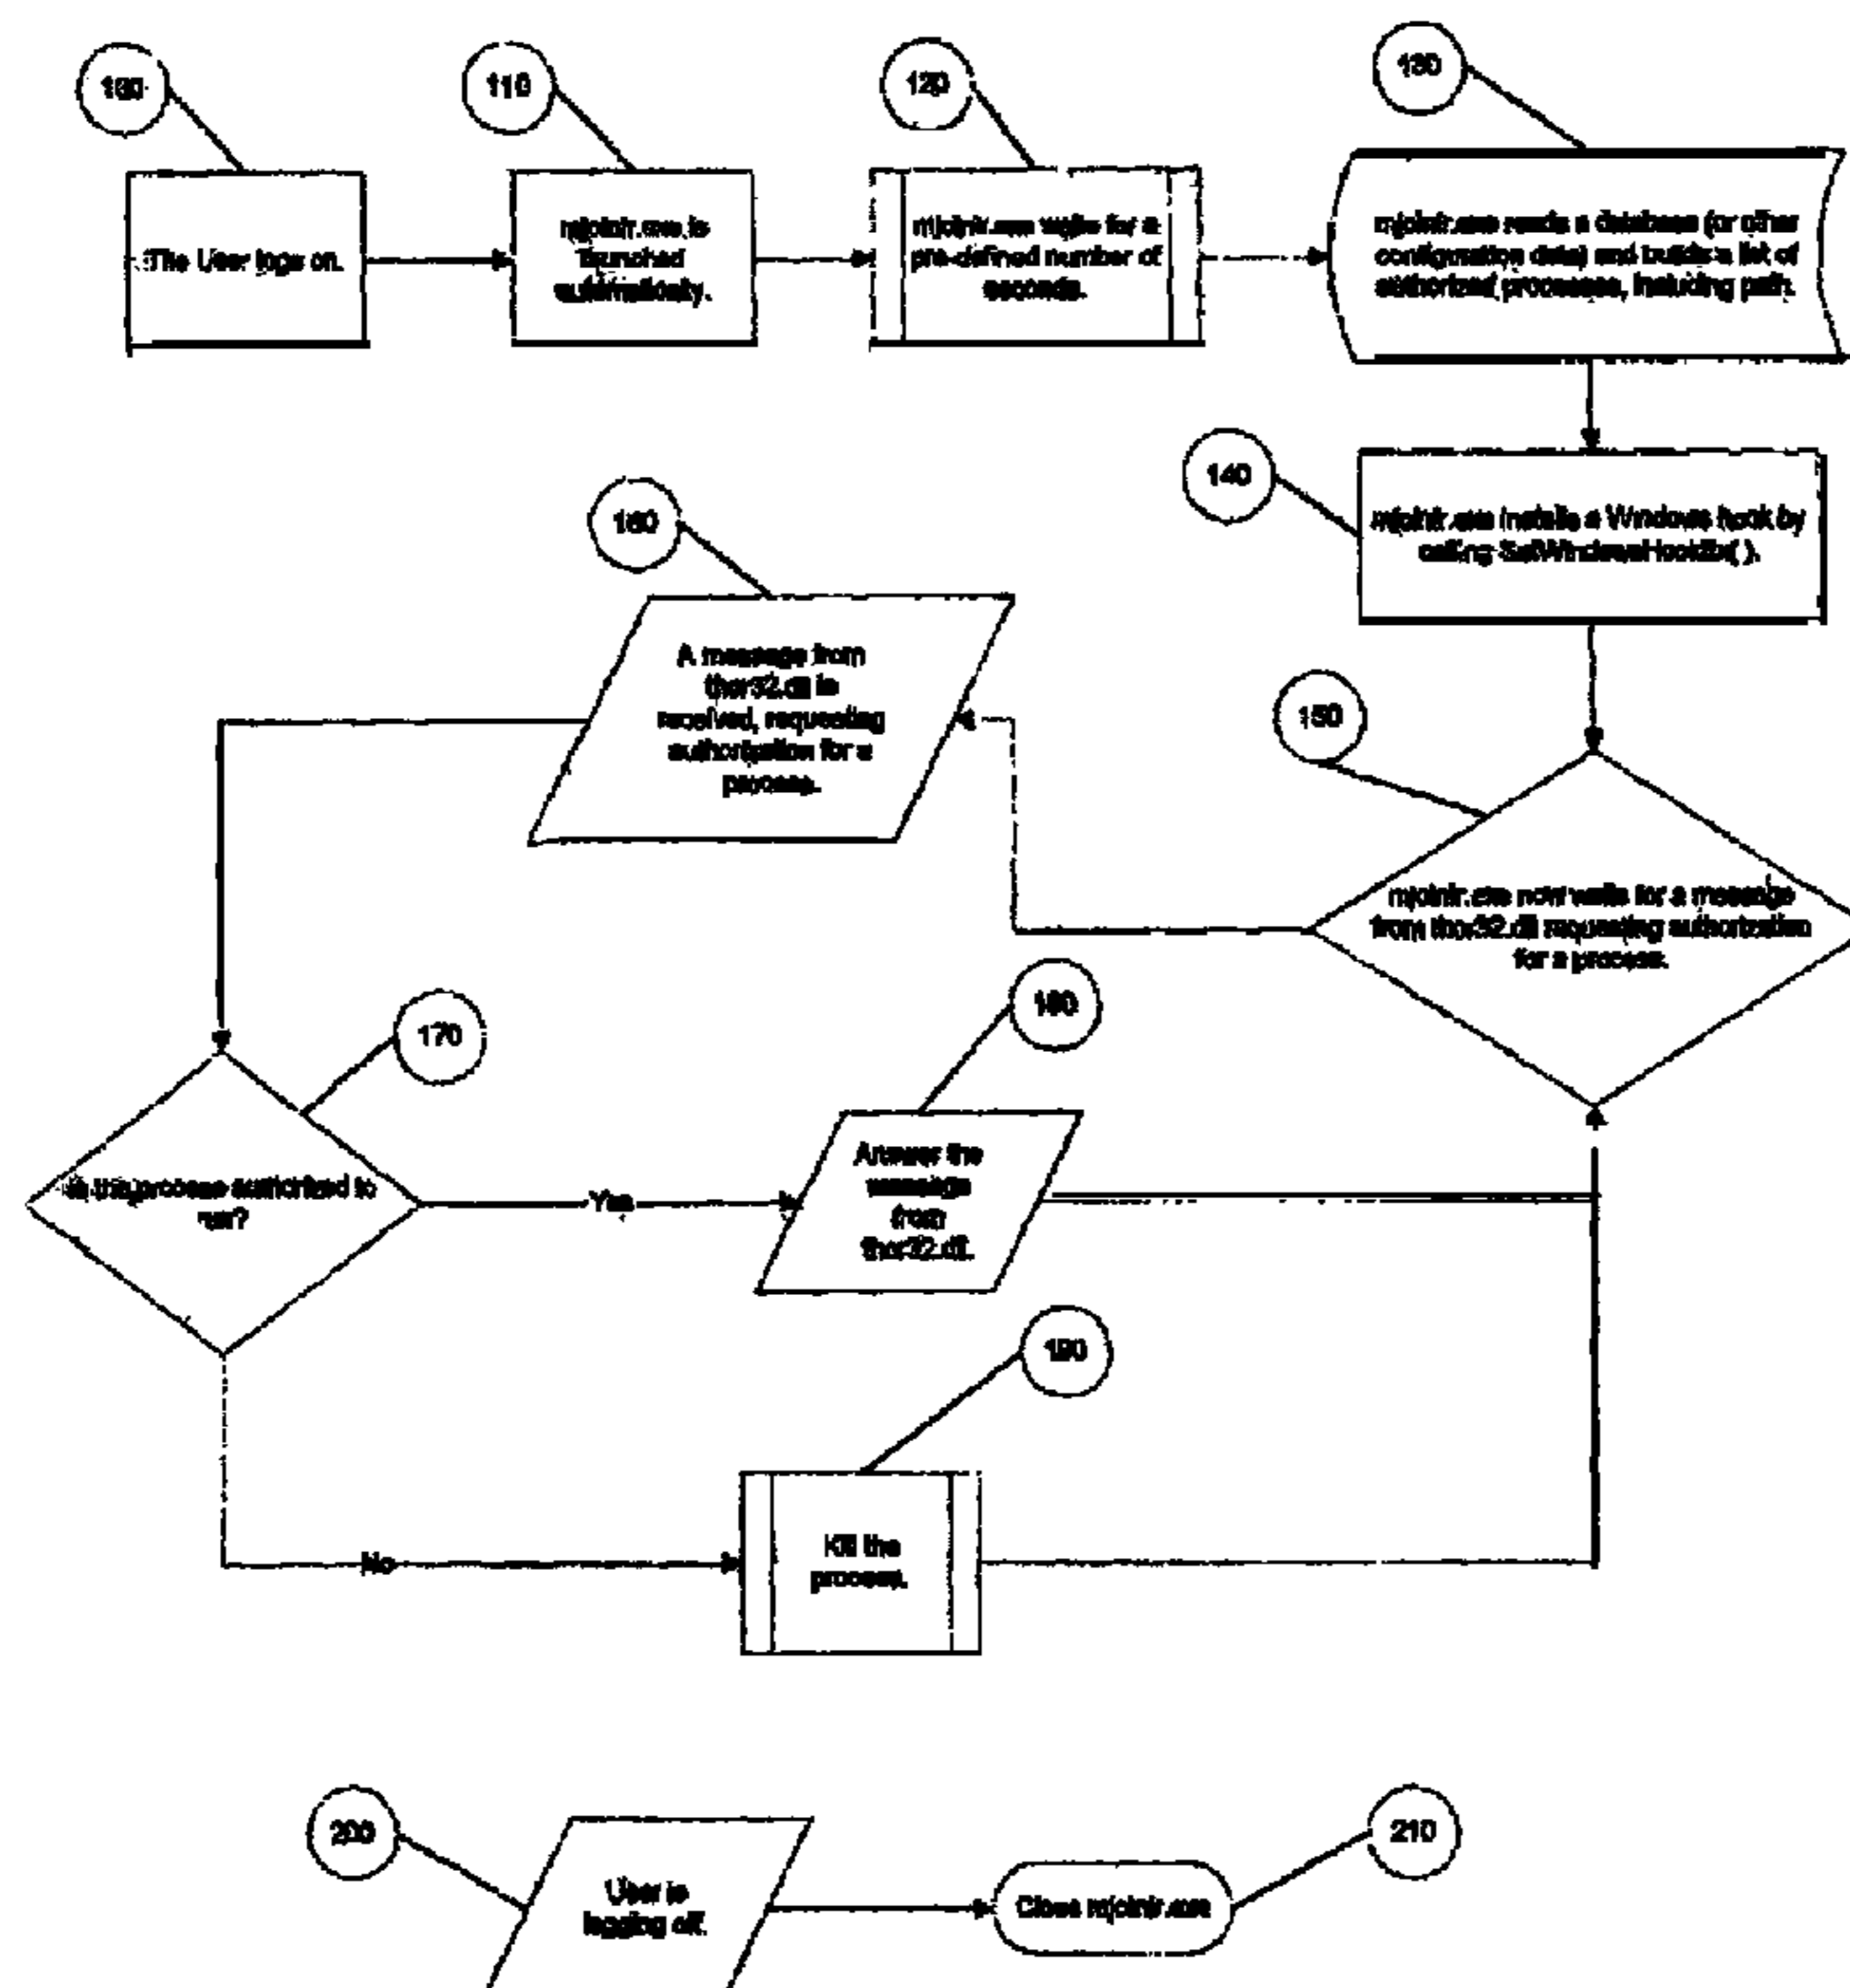 100
110
120
130
The User logs on.
mjolnir.exe is
launched
automatically.
mjolnir.exe waits for a
pre-defined number of
seconds.
mjolnir.exe reads a database (or other
configuration data) and builds a list of
authorized processes, including path.
140
mjolnir.exe installs a Windows hook by
calling SetWindowsHookEx( ).
160
A message from
thor32.dll is
received, requesting
authorization for a
process.
150
mjolnir.exe now waits for a message
from thor32.dll requesting authorization
for a process.
170
Is the process authorized to
run?
Yes
180
Answer the
message
from
thor32.dll.
190
No
Kill the
process.
200
User is
logging off.
210
Close mjolnir.exe